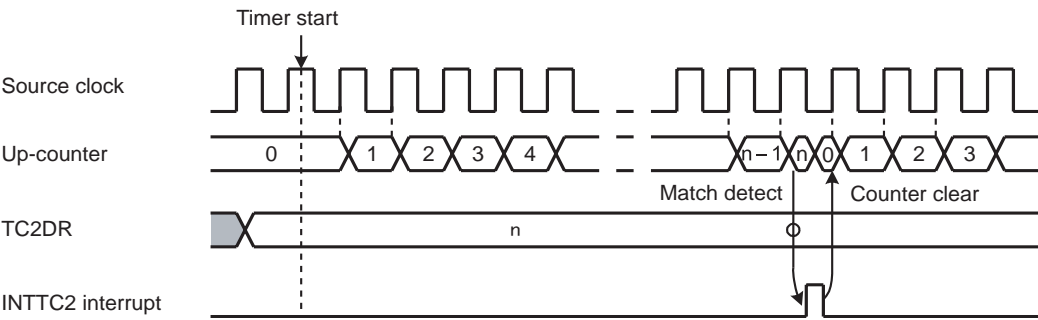 Timer start
Source clock
Up-counter 0 1 2 3 4 n – 1 n 0 1 2 3
Match detect Counter clear
TC2DR n
INTTC2 interrupt